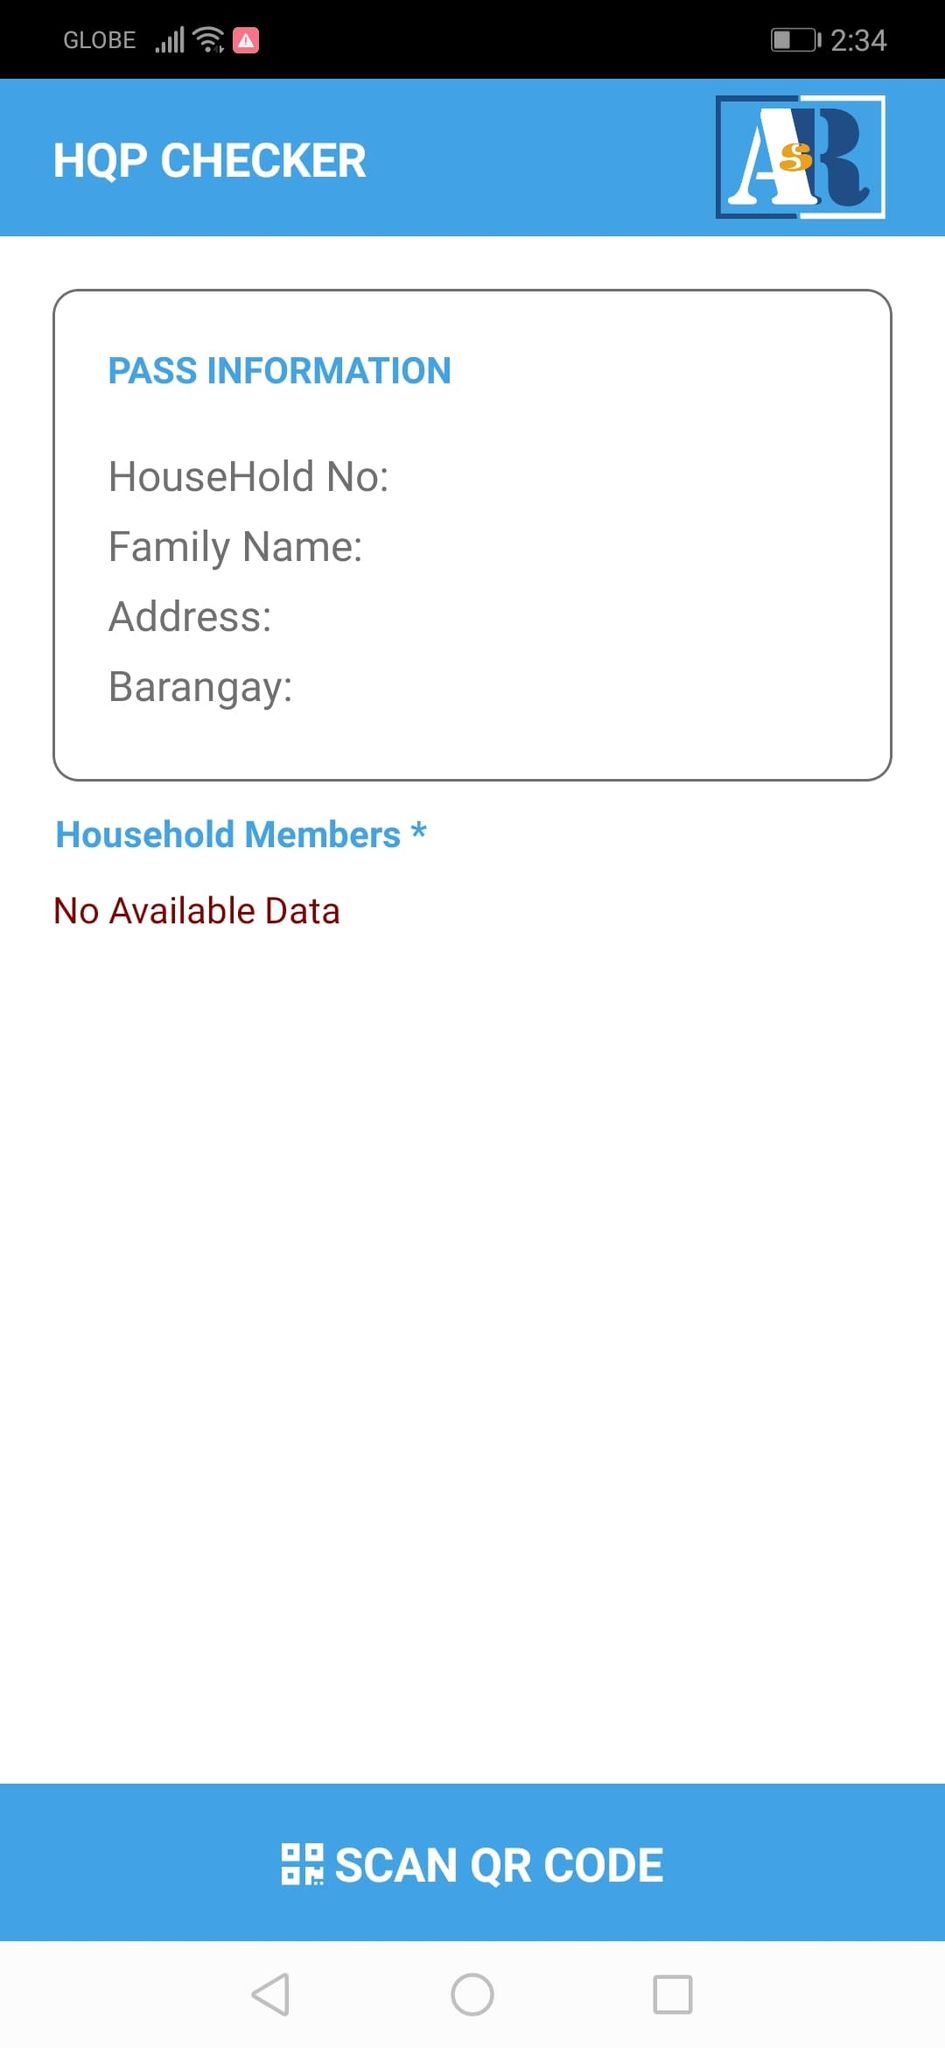 GLOBE 2:34
HQP CHECKER
AsR
PASS INFORMATION
HouseHold No:
Family Name:
Address:
Barangay:
Household Members *
No Available Data
SCAN QR CODE